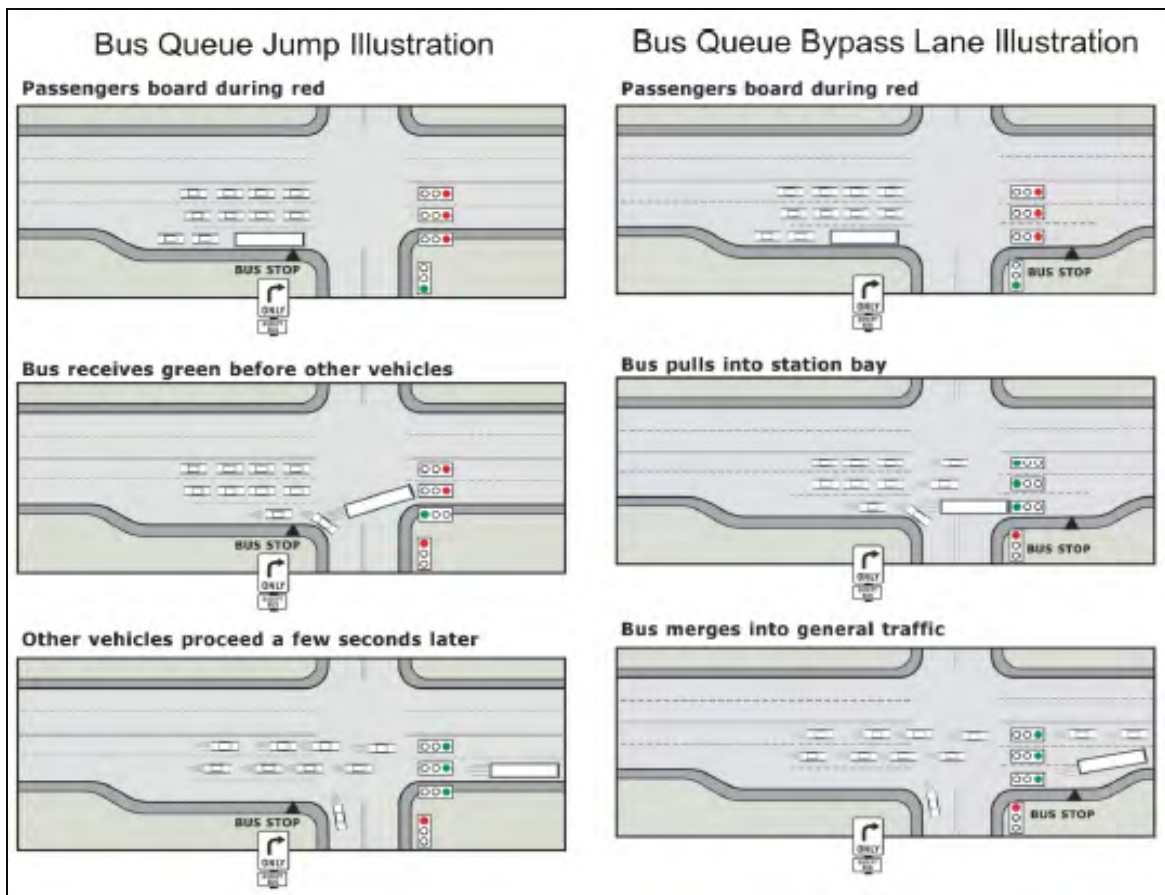 Bus Queue Jump Illustration
Passengers board during red
BUS STOP
ONLY
Bus receives green before other vehicles
BUS STOP
ONLY
Other vehicles proceed a few seconds later
BUS STOP
ONLY
Bus Queue Bypass Lane Illustration
Passengers board during red
BUS STOP
ONLY
Bus pulls into station bay
BUS STOP
ONLY
Bus merges into general traffic
BUS STOP
ONLY